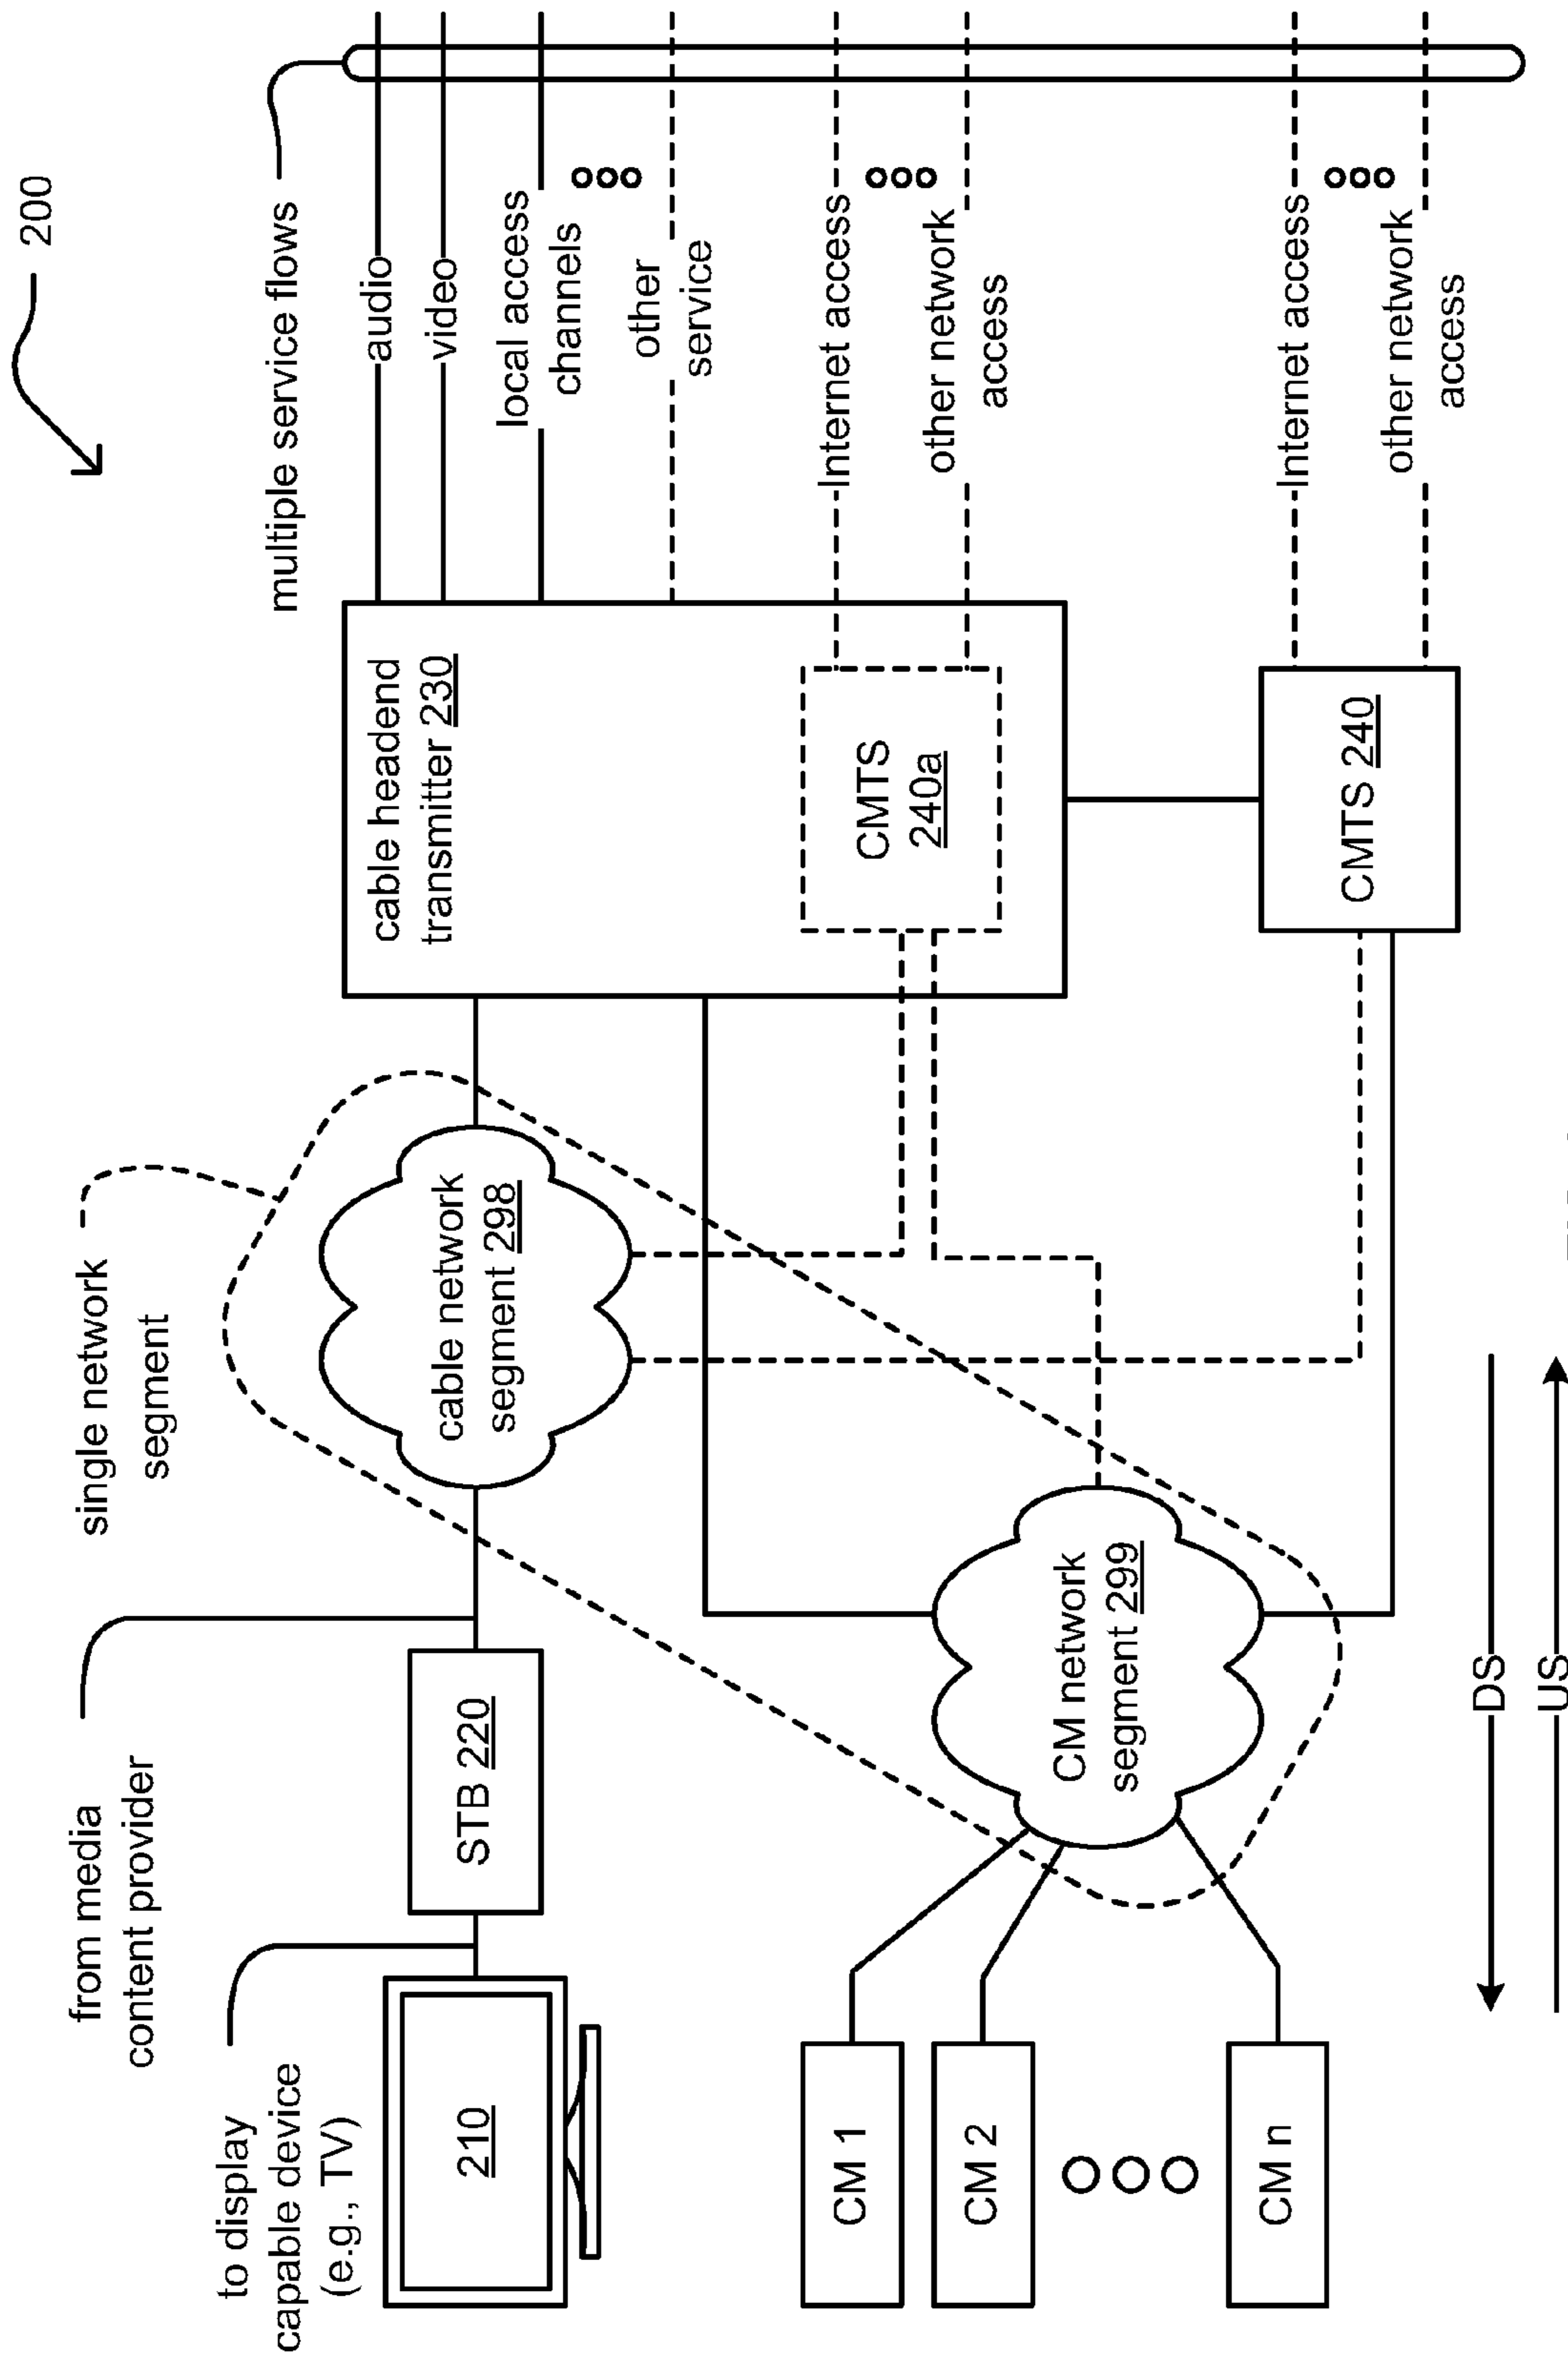 200
multiple service flows
audio
video
local access
channels
other
service
Internet access
other network
access
Internet access
other network
access
cable headend
transmitter 230
CMTS
240a
CMTS 240
single network
segment
cable network
segment 298
CM network
segment 299
from media
content provider
STB 220
to display
capable device
(e.g., TV)
210
CM 1
CM 2
CM n
DS
US